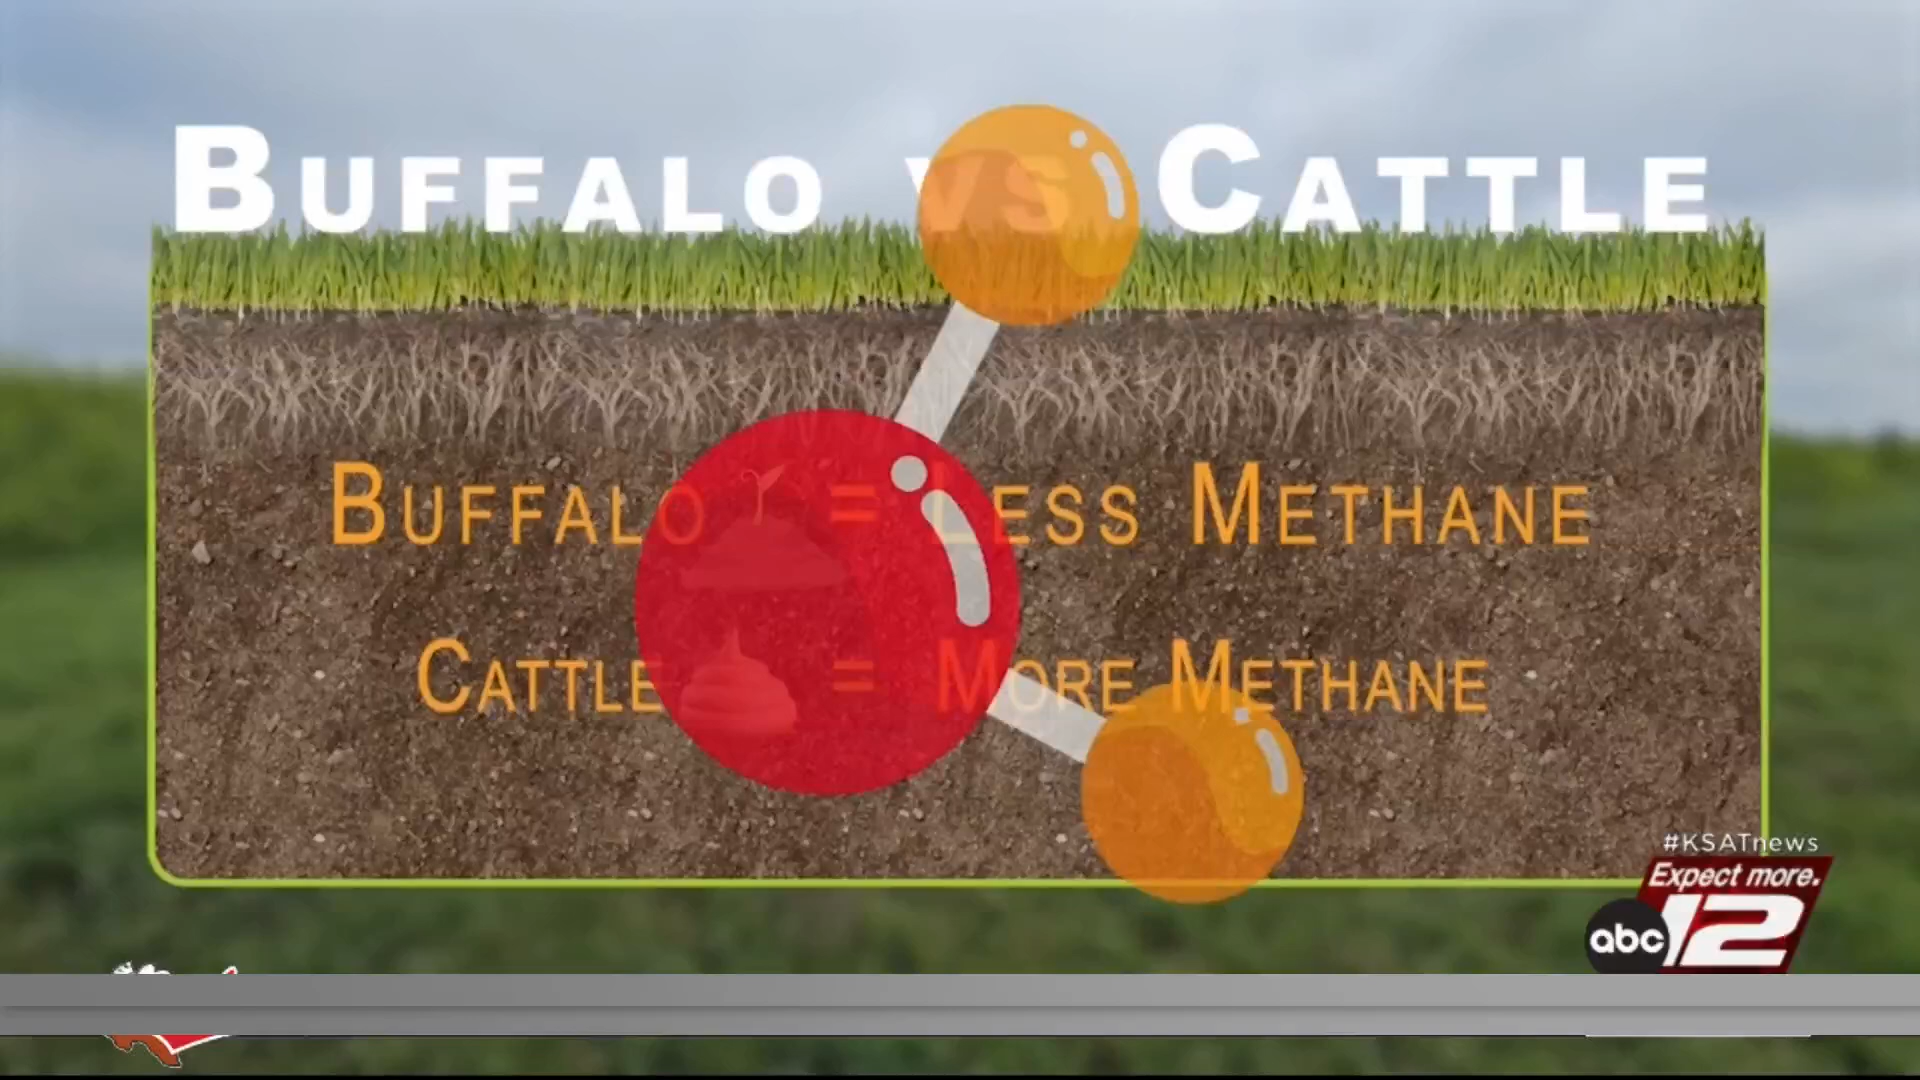 BUFFALO VS CATTLE
BUFFALO = LESS METHANE
CATTLE = MORE METHANE
#KSATnews
Expect more.
abc 12